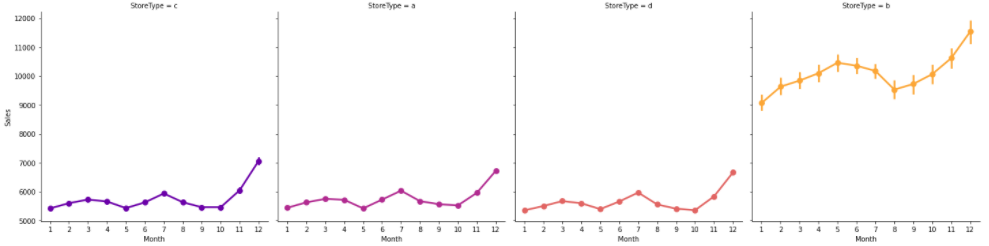 StoreType = c
StoreType = a
StoreType = d
StoreType = b
12000
11000
10000
9000
8000
7000
6000
5000
Sales
1 2 3 4 5 6 7 8 9 10 11 12
1 2 3 4 5 6 7 8 9 10 11 12
1 2 3 4 5 6 7 8 9 10 11 12
1 2 3 4 5 6 7 8 9 10 11 12
Month
Month
Month
Month